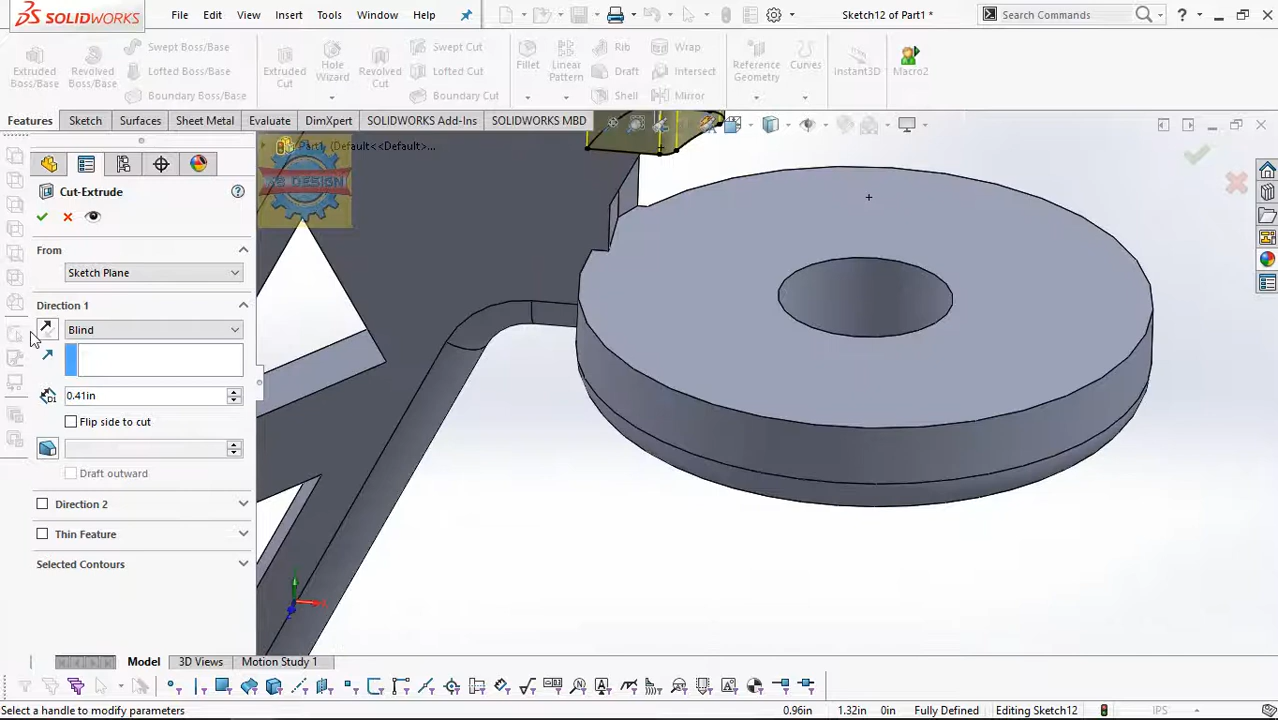 SOLIDWORKS
File Edit View Insert Tools Window Help
Sketch12 of Part1 *
Search Commands
Extruded Boss/Base
Revolved Boss/Base
Swept Boss/Base
Lofted Boss/Base
Boundary Boss/Base
Extruded Cut
Hole Wizard
Revolved Cut
Swept Cut
Lofted Cut
Boundary Cut
Fillet
Linear Pattern
Rib
Draft
Shell
Wrap
Intersect
Mirror
Reference Geometry
Curves
Instant3D
Macro2
Features Sketch Surfaces Sheet Metal Evaluate DimXpert SOLIDWORKS Add-Ins SOLIDWORKS MBD
Part1 (Default<<Default>...
DESIGN
Cut-Extrude
From
Sketch Plane
Direction 1
Blind
0.41in
Flip side to cut
Draft outward
Direction 2
Thin Feature
Selected Contours
Model 3D Views Motion Study 1
Select a handle to modify parameters
0.96in 1.32in 0in Fully Defined Editing Sketch12 IPS